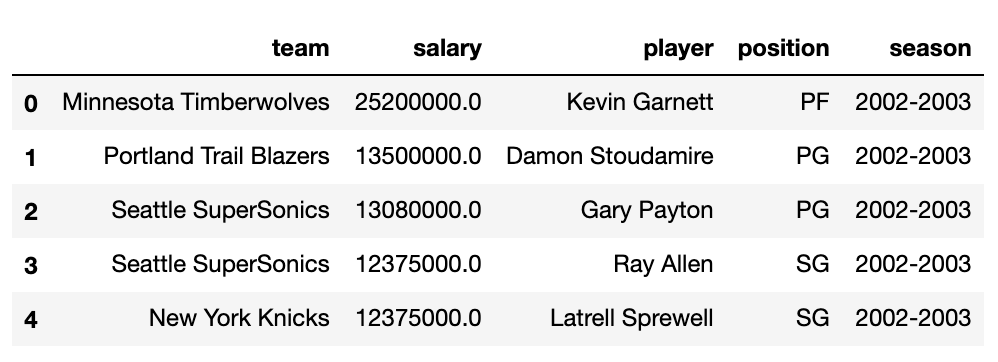 team salary player position season
0 Minnesota Timberwolves 25200000.0 Kevin Garnett PF 2002-2003
1 Portland Trail Blazers 13500000.0 Damon Stoudamire PG 2002-2003
2 Seattle SuperSonics 13080000.0 Gary Payton PG 2002-2003
3 Seattle SuperSonics 12375000.0 Ray Allen SG 2002-2003
4 New York Knicks 12375000.0 Latrell Sprewell SG 2002-2003